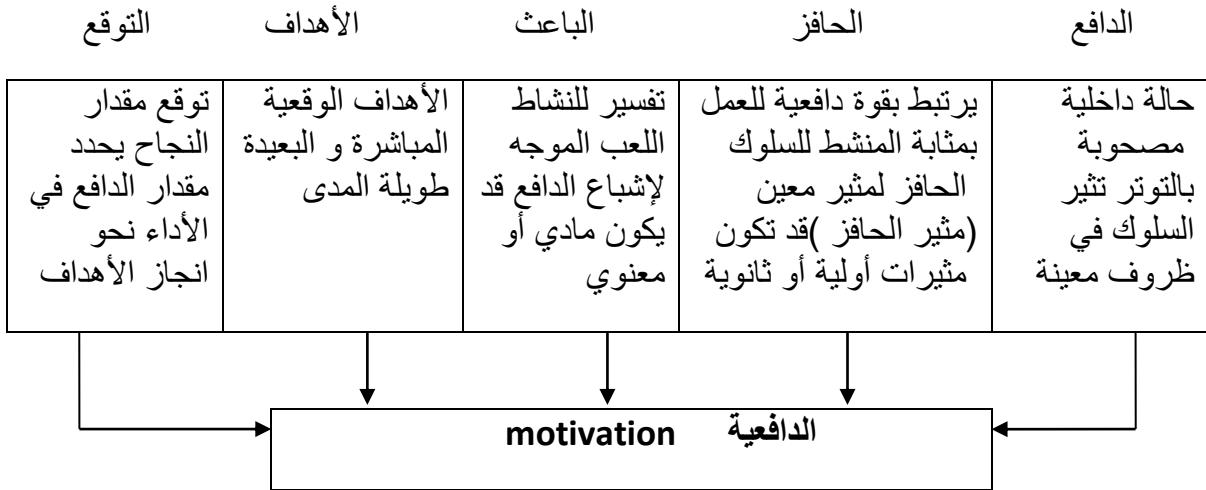 الدافع الحافز الباعث الأهداف التوقع
حالة داخلية
مصحوبة
بالتوتر تثير
السلوك في
ظروف معينة
يرتبط بقوة دافعية للعمل
بمثابة المنشط للسلوك
الحافز لمثير معين
(مثير الحافز )قد تكون
مثيرات أولية أو ثانوية
تفسير للنشاط
اللعب الموجه
لإشباع الدافع قد
يكون مادي أو
معنوي
الأهداف الوقعية
المباشرة و البعيدة
طويلة المدى
توقع مقدار
النجاح يحدد
مقدار الدافع في
الأداء نحو
انجاز الأهداف
الدافعية motivation